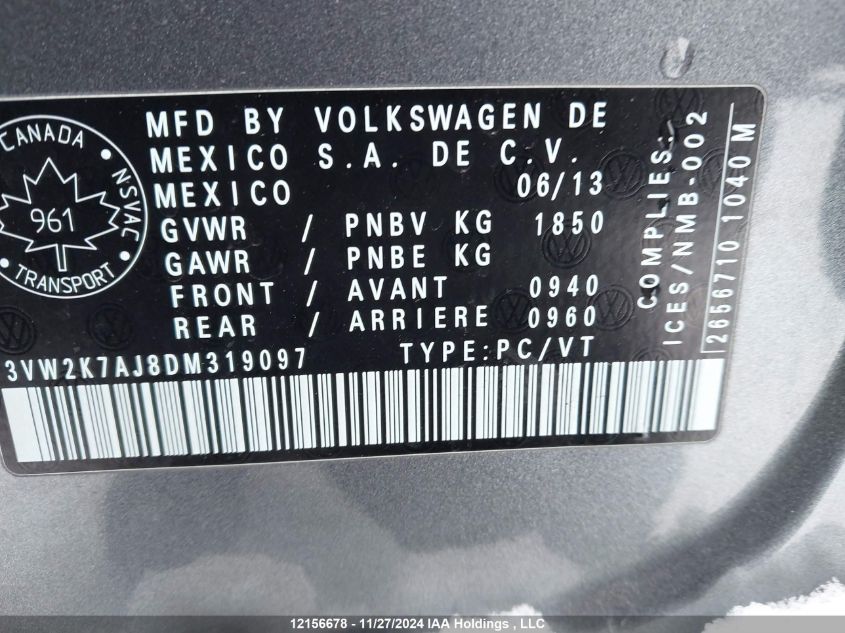 CANADA
NSVAC
961
TRANSPORT
MFD BY VOLKSWAGEN DE
MEXICO S.A. DE C.V.
MEXICO 06/13
GVWR / PNBV KG 1850
GAWR / PNBE KG
FRONT / AVANT 0940
REAR / ARRIERE 0960
3VW2K7AJ8DM319097 TYPE:PC/VT
COMPLIES:
ICES/NMB-002
26566710 1040 M
12156678 - 11/27/2024 IAA Holdings , LLC